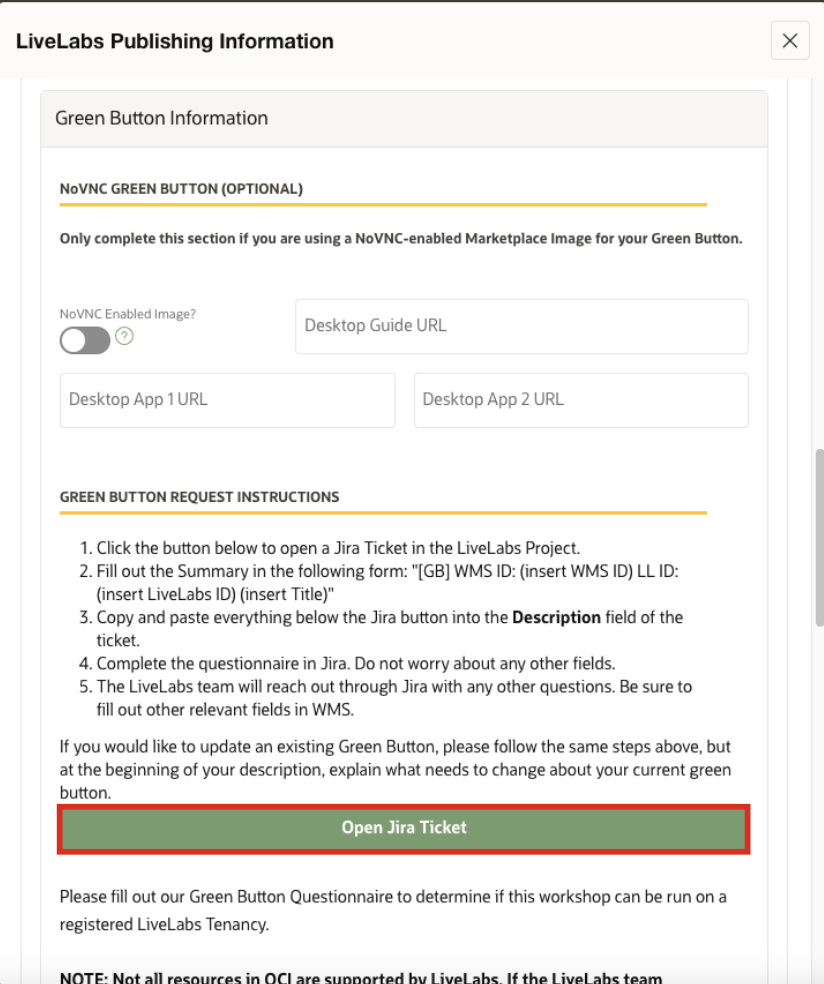 LiveLabs Publishing Information
Green Button Information
NoVNC GREEN BUTTON (OPTIONAL)
Only complete this section if you are using a NoVNC-enabled Marketplace Image for your Green Button.
NoVNC Enabled Image?
?
Desktop Guide URL
Desktop App 1 URL
Desktop App 2 URL
GREEN BUTTON REQUEST INSTRUCTIONS
1. Click the button below to open a Jira Ticket in the LiveLabs Project.
2. Fill out the Summary in the following form: "[GB] WMS ID: (insert WMS ID) LL ID:
(insert LiveLabs ID) (insert Title)"
3. Copy and paste everything below the Jira button into the Description field of the
ticket.
4. Complete the questionnaire in Jira. Do not worry about any other fields.
5. The LiveLabs team will reach out through Jira with any other questions. Be sure to
fill out other relevant fields in WMS.
If you would like to update an existing Green Button, please follow the same steps above, but
at the beginning of your description, explain what needs to change about your current green
button.
Open Jira Ticket
Please fill out our Green Button Questionnaire to determine if this workshop can be run on a
registered LiveLabs Tenancy.
NOTE: Not all resources in OCI are supported by LiveLabs. If the LiveLabs team